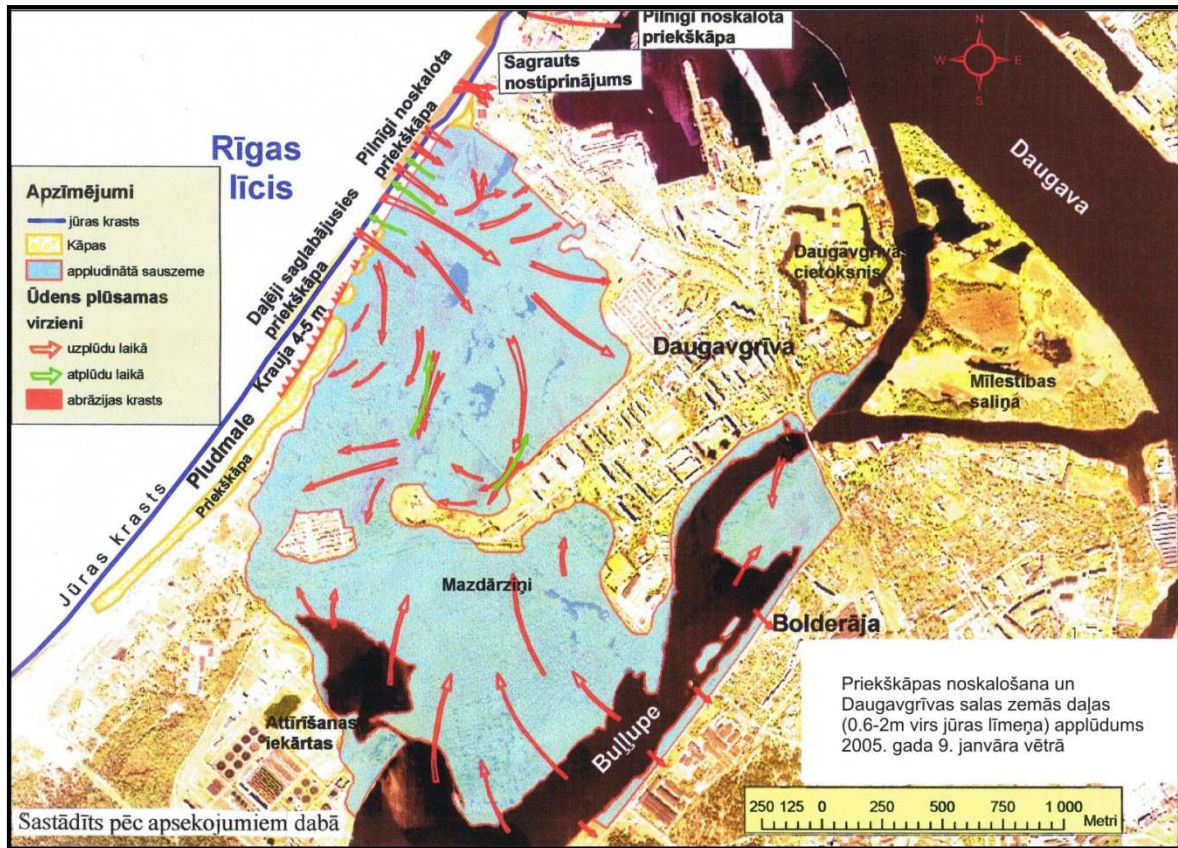 Pilnīgi noskalota
priekškāpa
Sagrauts
nostiprinājums
N
W E
S
Pilnīgi noskalota
priekškāpa
Rīgas
līcis
Daugava
Apzīmējumi
jūras krasts
Kāpas
appludinātā sauszeme
Ūdens plūsamas
virzieni
uzplūdu laikā
atplūdu laikā
abrāzijas krasts
Daļēji saglabājusies
priekškāpa
Krauja 4-5 m
Pludmale
Priekškāpa
Jūras krasts
Daugavgrīvas
cietoksnis
Daugavgrīva
Mīlestības
saliņa
Mazdārziņi
Bolderāja
Buļļupe
Attīrīšanas
iekārtas
Priekškāpas noskalošana un
Daugavgrīvas salas zemās daļas
(0.6-2m virs jūras līmeņa) applūdums
2005. gada 9. janvāra vētrā
250 125 0 250 500 750 1 000
Metri
Sastādīts pēc apsekojumiem dabā